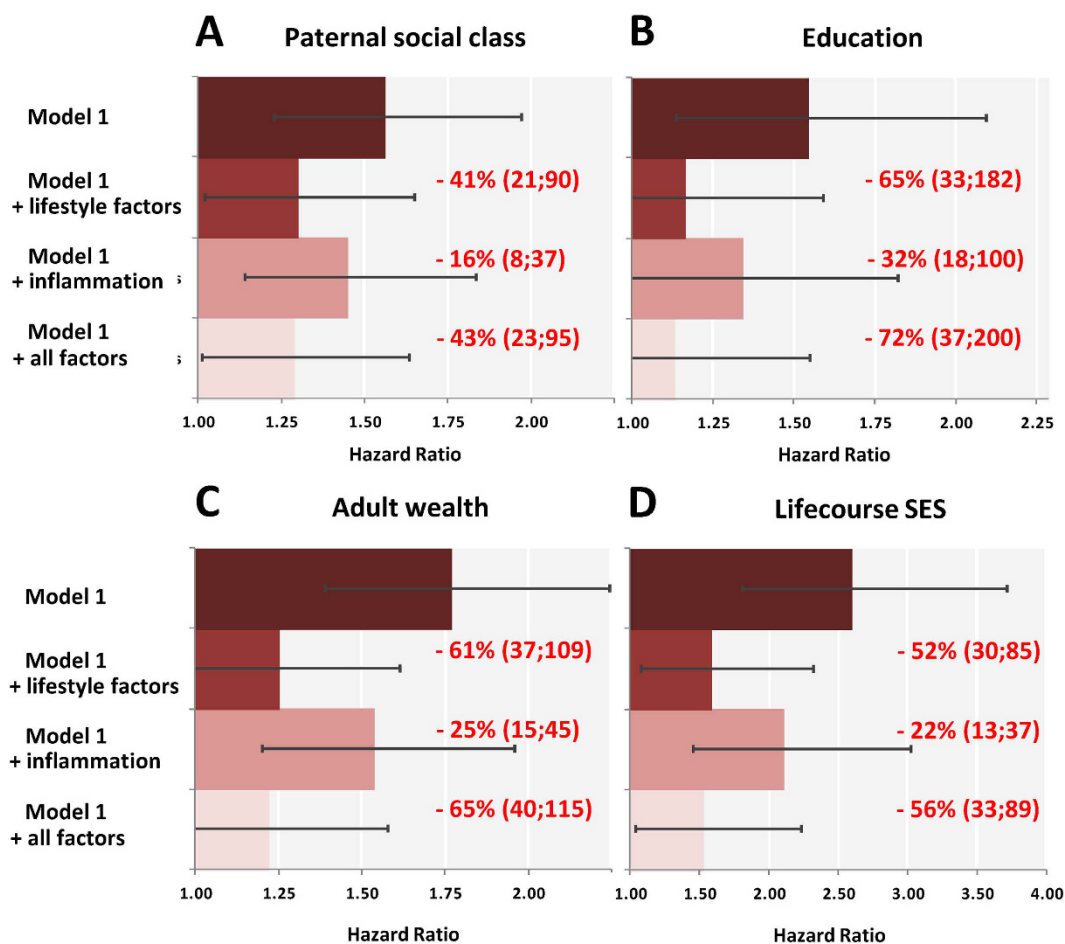 A Paternal social class
B Education
Model 1
Model 1
+ lifestyle factors
- 41% (21;90)
- 65% (33;182)
Model 1
+ inflammation s
- 16% (8;37)
- 32% (18;100)
Model 1
+ all factors s
- 43% (23;95)
- 72% (37;200)
1.00 1.25 1.50 1.75 2.00
1.00 1.25 1.50 1.75 2.00 2.25
Hazard Ratio
Hazard Ratio
C Adult wealth
D Lifecourse SES
Model 1
Model 1
+ lifestyle factors
- 61% (37;109)
- 52% (30;85)
Model 1
+ inflammation
- 25% (15;45)
- 22% (13;37)
Model 1
+ all factors
- 65% (40;115)
- 56% (33;89)
1.00 1.25 1.50 1.75 2.00
1.00 1.50 2.00 2.50 3.00 3.50 4.00
Hazard Ratio
Hazard Ratio